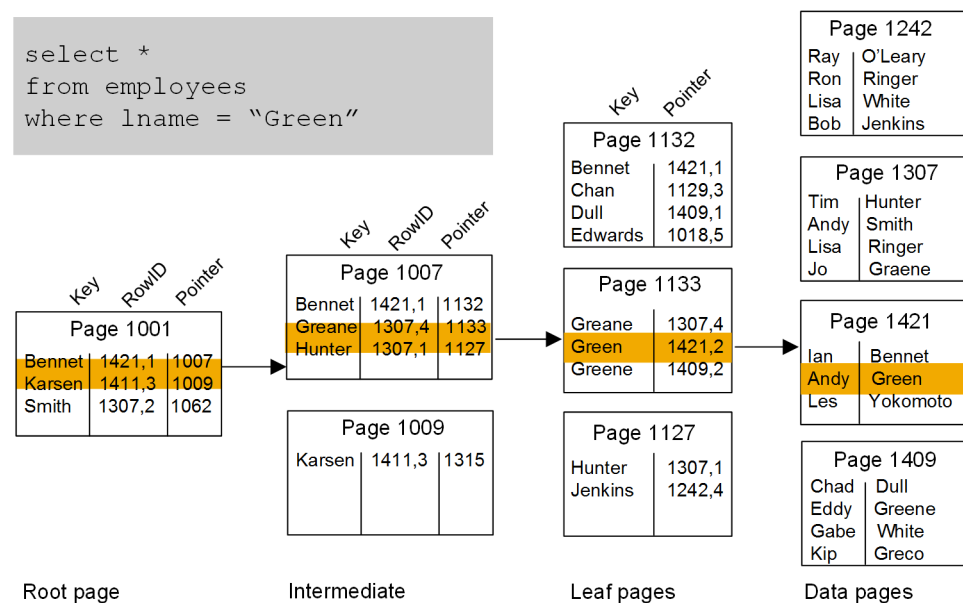 select *
from employees
where lname = “Green”
Key RowID Pointer
Page 1001
Bennet 1421,1 1007
Karsen 1411,3 1009
Smith 1307,2 1062
Root page
Key RowID Pointer
Page 1007
Bennet 1421,1 1132
Greane 1307,4 1133
Hunter 1307,1 1127
Page 1009
Karsen 1411,3 1315
Intermediate
Key Pointer
Page 1132
Bennet 1421,1
Chan 1129,3
Dull 1409,1
Edwards 1018,5
Page 1133
Greane 1307,4
Green 1421,2
Greene 1409,2
Page 1127
Hunter 1307,1
Jenkins 1242,4
Leaf pages
Page 1242
Ray O’Leary
Ron Ringer
Lisa White
Bob Jenkins
Page 1307
Tim Hunter
Andy Smith
Lisa Ringer
Jo Graene
Page 1421
Ian Bennet
Andy Green
Les Yokomoto
Page 1409
Chad Dull
Eddy Greene
Gabe White
Kip Greco
Data pages